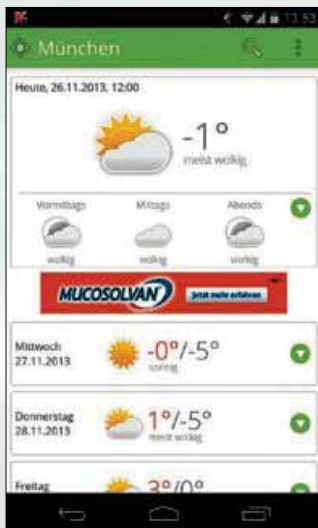 13:53
München
Heute, 26.11.2013, 12:00
-1°
meist wolkig
Vormittags Mittags Abends
wolkig wolkig wolkig
MUCOSOLVAN Jetzt mehr erfahren
Mittwoch
27.11.2013
-0°/-5°
sonnig
Donnerstag
28.11.2013
1°/-5°
meist wolkig
Freitag
3°/0°